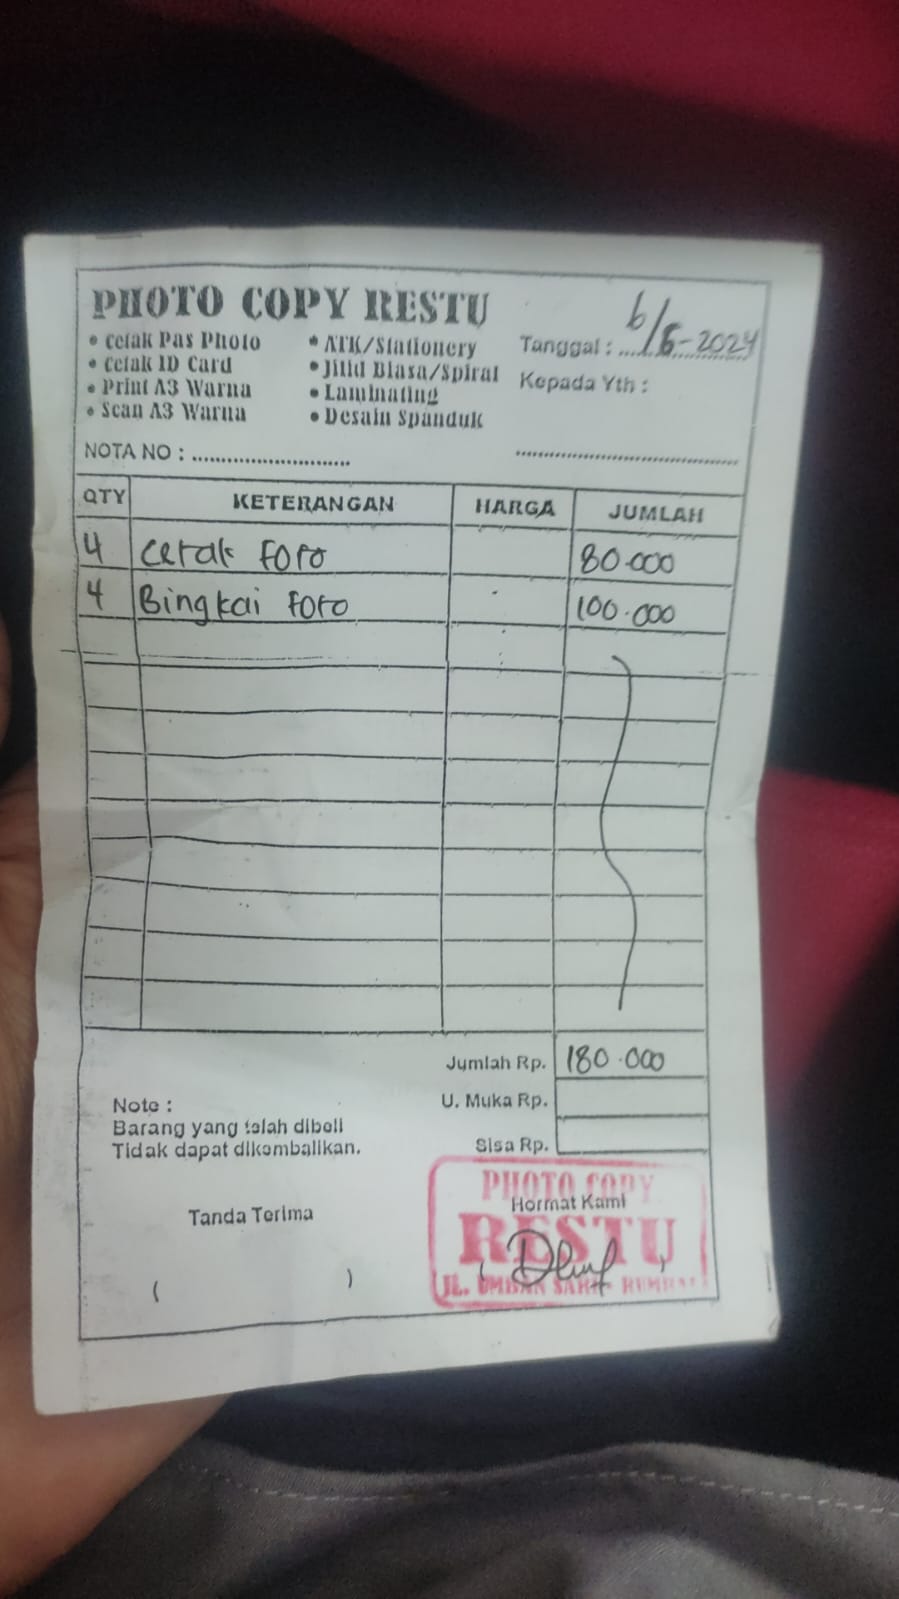 PHOTO COPY RESTU
• Cetak Pas Photo
• Cetak ID Card
• Print A3 Warna
• Scan A3 Warna
• ATK/Stationery
• Jilid Biasa/Spiral
• Laminating
• Desain Spanduk
Tanggal : 6/6-2024
Kepada Yth :
NOTA NO :
QTY KETERANGAN HARGA JUMLAH
4 Cetak Foto 80.000
4 Bingkai Foto 100.000
Jumlah Rp. 180.000
U. Muka Rp.
Sisa Rp.
Note :
Barang yang telah dibeli
Tidak dapat dikembalikan.
Tanda Terima
( )
Hormat Kami
( )
PHOTO COPY
RESTU
JL. UMBAN SARI - RUMBAI